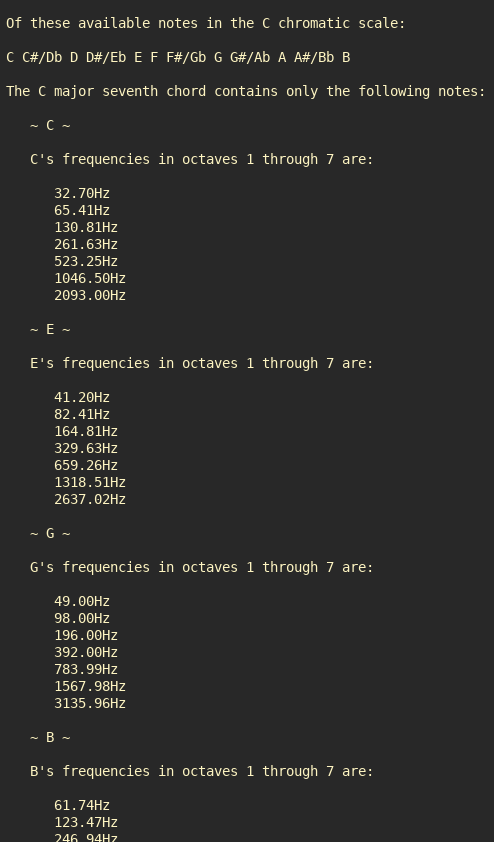 Of these available notes in the C chromatic scale:
C C#/Db D D#/Eb E F F#/Gb G G#/Ab A A#/Bb B
The C major seventh chord contains only the following notes:
~ C ~
C's frequencies in octaves 1 through 7 are:
32.70Hz
65.41Hz
130.81Hz
261.63Hz
523.25Hz
1046.50Hz
2093.00Hz
~ E ~
E's frequencies in octaves 1 through 7 are:
41.20Hz
82.41Hz
164.81Hz
329.63Hz
659.26Hz
1318.51Hz
2637.02Hz
~ G ~
G's frequencies in octaves 1 through 7 are:
49.00Hz
98.00Hz
196.00Hz
392.00Hz
783.99Hz
1567.98Hz
3135.96Hz
~ B ~
B's frequencies in octaves 1 through 7 are:
61.74Hz
123.47Hz
246.94Hz